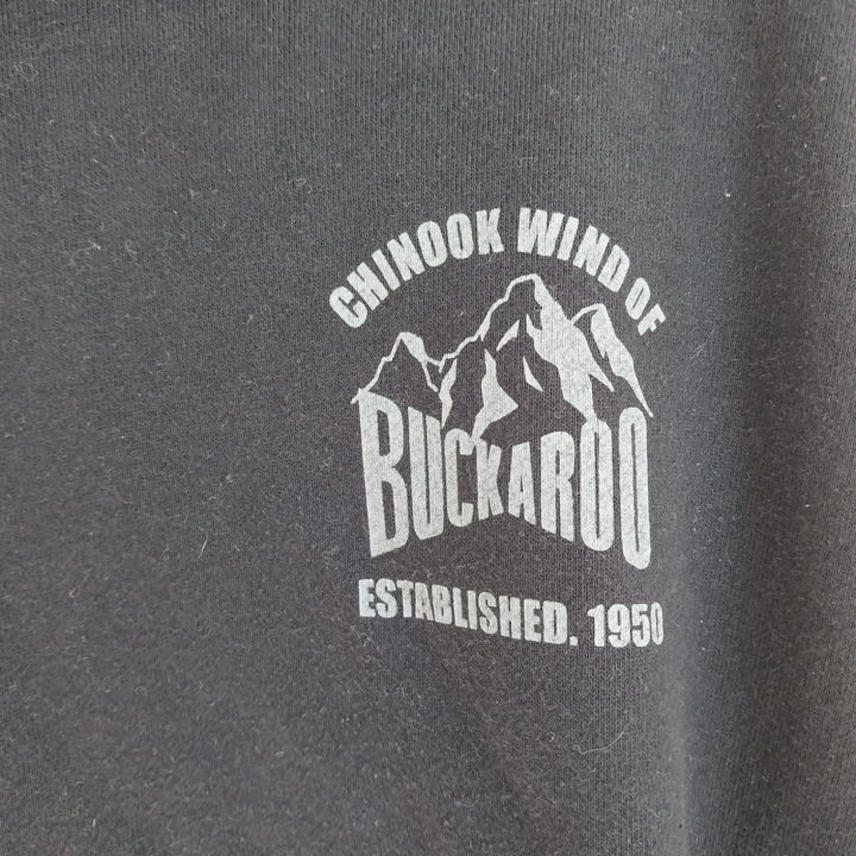 CHINOOK WIND OF
BUCKAROO
ESTABLISHED. 1950